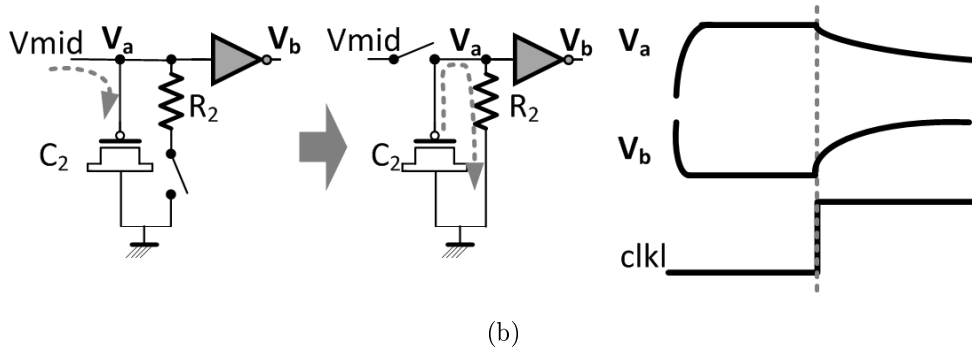 Vmid Va Vb
R2
C2
Vmid Va Vb
R2
C2
Va
Vb
clkl
(b)